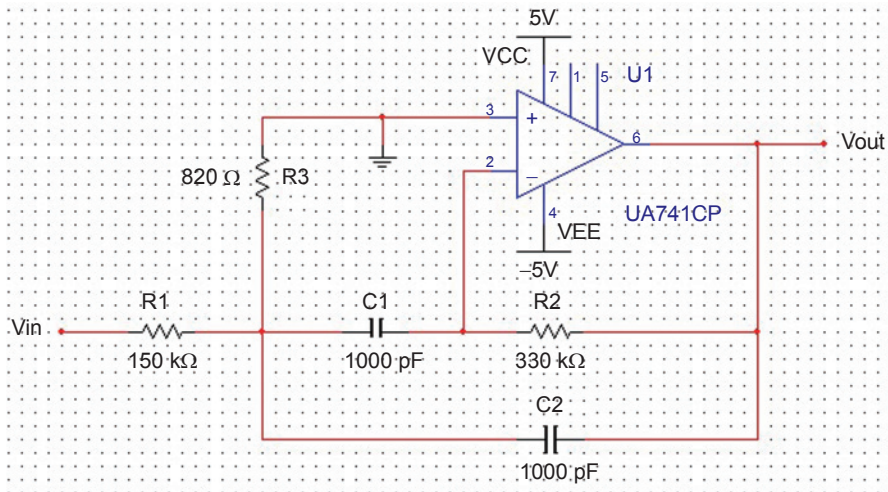 5V
VCC
7 1 5 U1
3
+
6
Vout
2
−
820 Ω R3
4
UA741CP
VEE
−5V
R1
C1
R2
Vin
150 kΩ
1000 pF
330 kΩ
C2
1000 pF